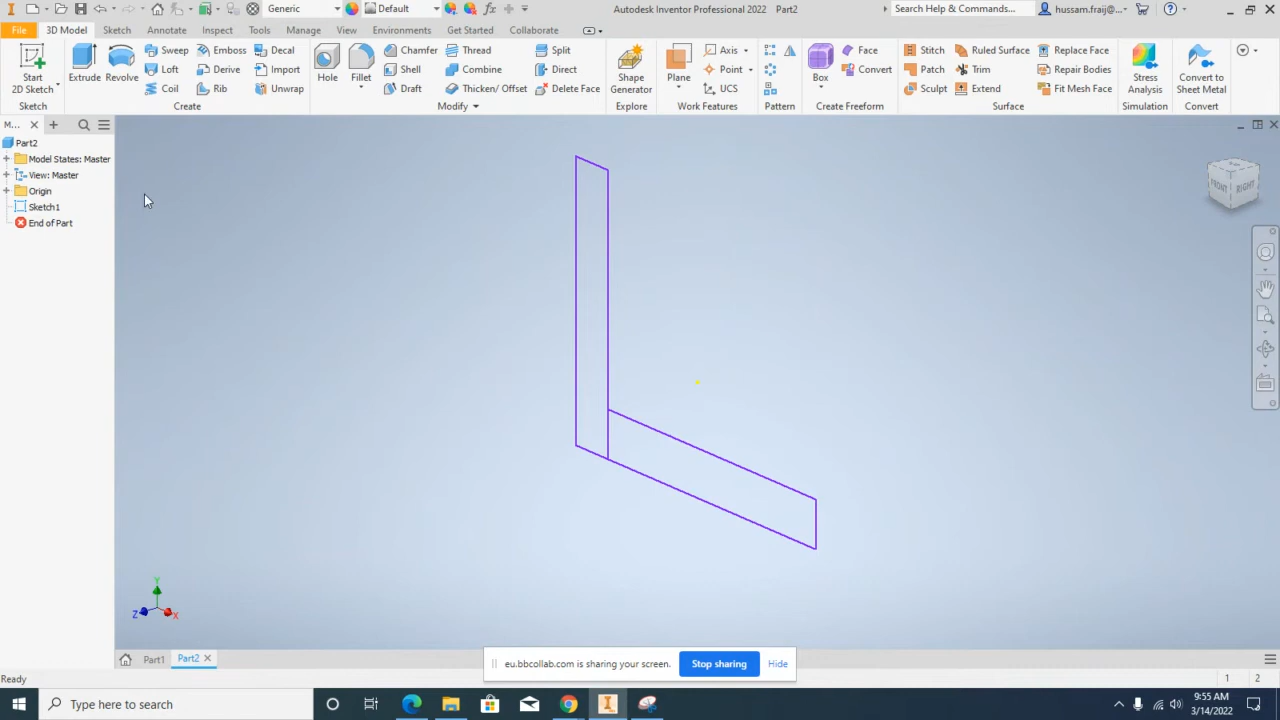 Generic Default Autodesk Inventor Professional 2022 Part2 Search Help & Commands... hussam.fraij@...
File 3D Model Sketch Annotate Inspect Tools Manage View Environments Get Started Collaborate
Start
2D Sketch
Extrude
Revolve
Sweep
Loft
Coil
Emboss
Derive
Rib
Decal
Import
Unwrap
Hole
Fillet
Chamfer
Shell
Draft
Thread
Combine
Thicken/ Offset
Split
Direct
Delete Face
Shape
Generator
Plane
Axis
Point
UCS
Box
Face
Convert
Stitch
Patch
Sculpt
Ruled Surface
Trim
Extend
Replace Face
Repair Bodies
Fit Mesh Face
Stress
Analysis
Convert to
Sheet Metal
Sketch Create Modify Explore Work Features Pattern Create Freeform Surface Simulation Convert
M...
Part2
Model States: Master
View: Master
Origin
Sketch1
End of Part
FRONT RIGHT
Y
Z X
Part1 Part2
eu.bbcollab.com is sharing your screen. Stop sharing Hide
Ready 1 2
Type here to search
9:55 AM
3/14/2022